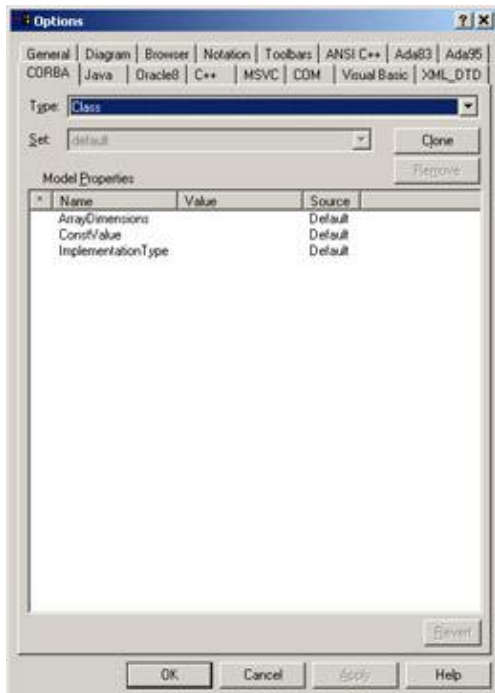 Options
General Diagram Browser Notation Toolbars ANSI C++ Ada83 Ada95
CORBA Java Oracle8 C++ MSVC COM Visual Basic XML_DTD
Type: Class
Set: default Clone
Remove
Model Properties
* Name Value Source
ArrayDimensions Default
ConstValue Default
ImplementationType Default
Revert
OK Cancel Apply Help